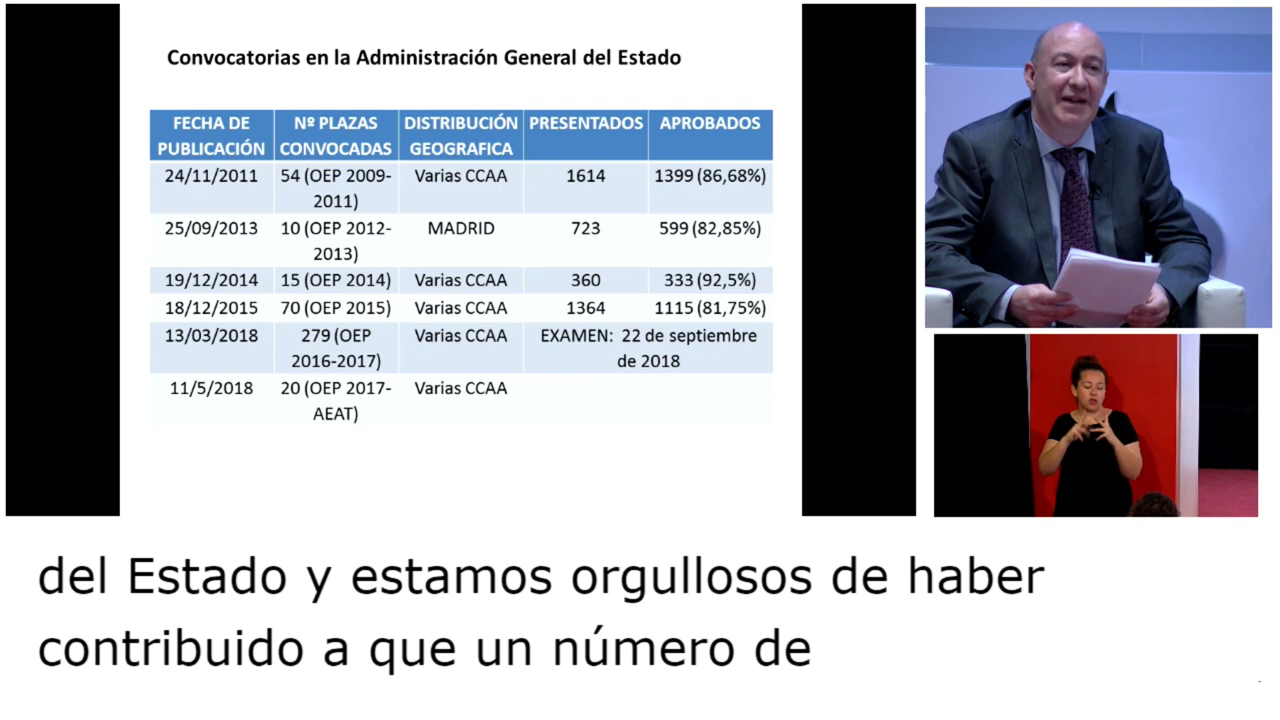 Convocatorias en la Administración General del Estado
FECHA DE PUBLICACIÓN Nº PLAZAS CONVOCADAS DISTRIBUCIÓN GEOGRAFICA PRESENTADOS APROBADOS
24/11/2011 54 (OEP 2009-2011) Varias CCAA 1614 1399 (86,68%)
25/09/2013 10 (OEP 2012-2013) MADRID 723 599 (82,85%)
19/12/2014 15 (OEP 2014) Varias CCAA 360 333 (92,5%)
18/12/2015 70 (OEP 2015) Varias CCAA 1364 1115 (81,75%)
13/03/2018 279 (OEP 2016-2017) Varias CCAA EXAMEN: 22 de septiembre de 2018
11/5/2018 20 (OEP 2017-AEAT) Varias CCAA
del Estado y estamos orgullosos de haber
contribuido a que un número de